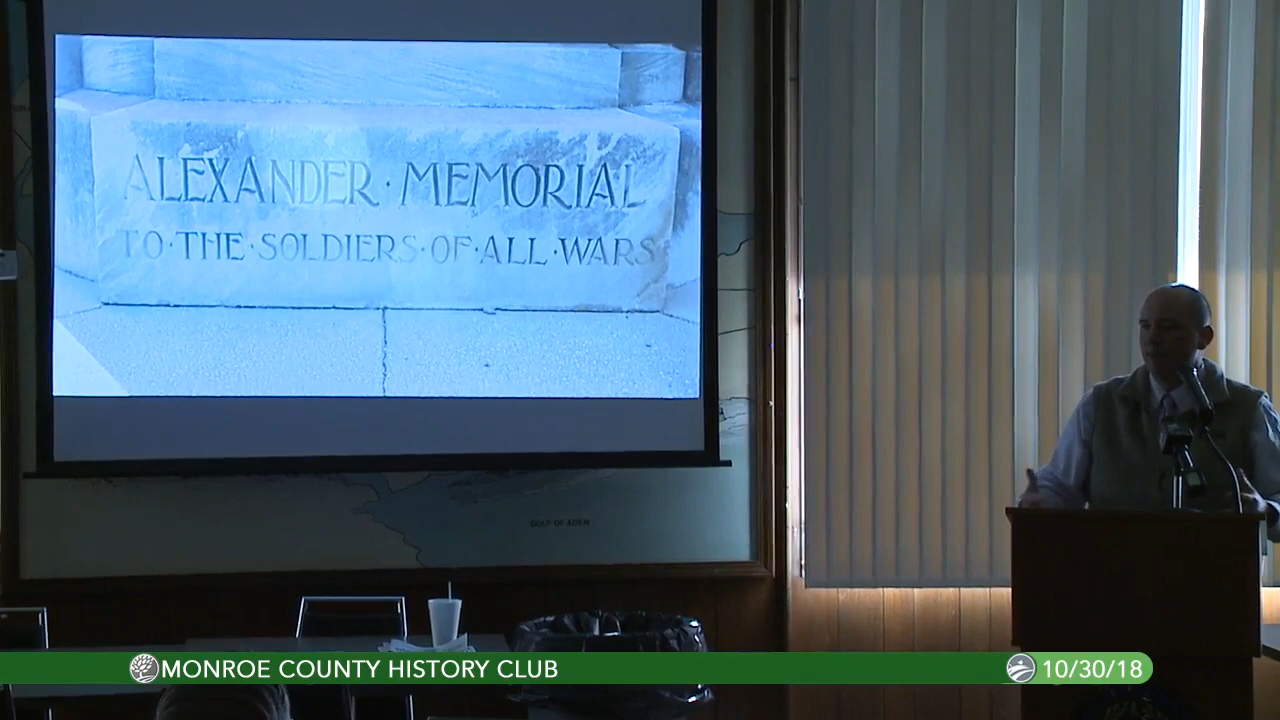 ALEXANDER · MEMORIAL
TO · THE · SOLDIERS · OF · ALL · WARS
GULF OF ADEN
MONROE COUNTY HISTORY CLUB
10/30/18